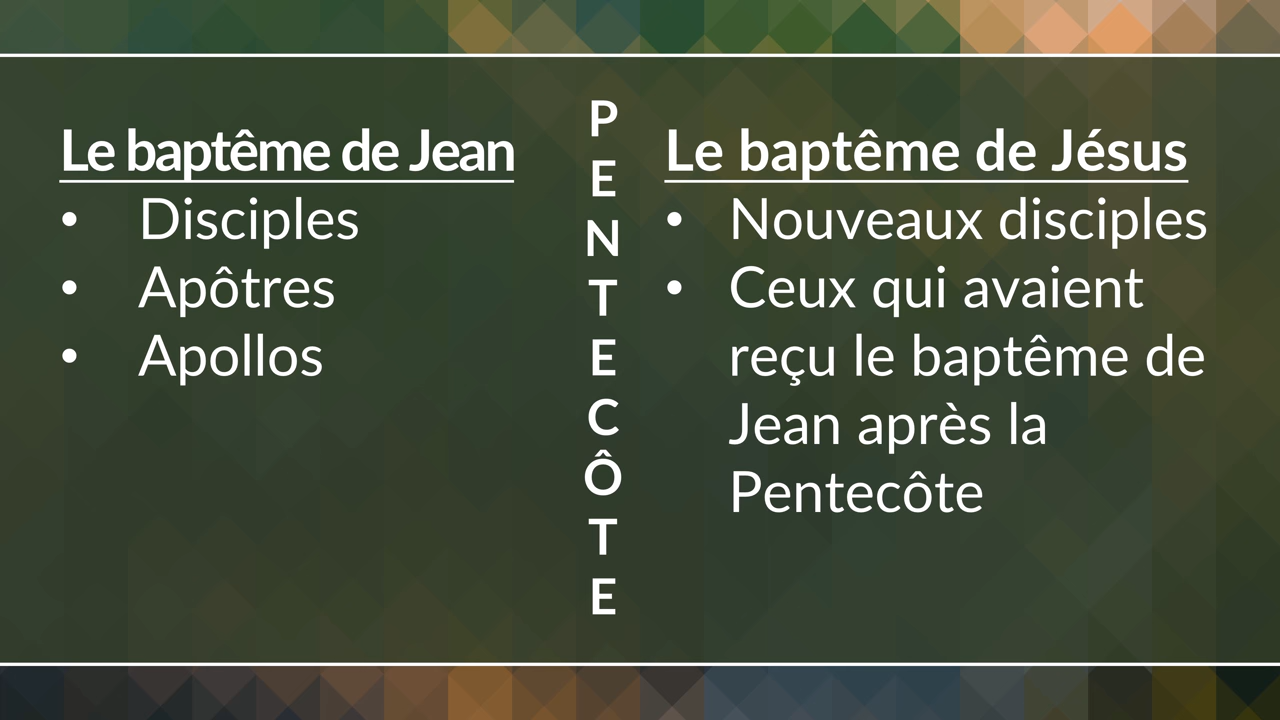 Le baptême de Jean
• Disciples
• Apôtres
• Apollos
P
E
N
T
E
C
Ô
T
E
Le baptême de Jésus
• Nouveaux disciples
• Ceux qui avaient
reçu le baptême de
Jean après la
Pentecôte